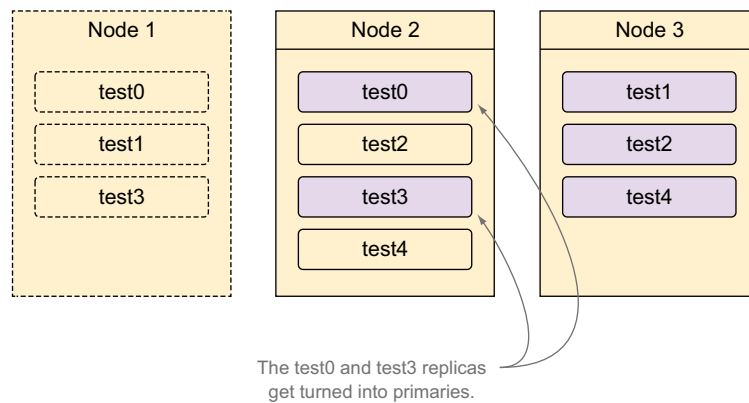 Node 1
test0
test1
test3
Node 2
test0
test2
test3
test4
Node 3
test1
test2
test4
The test0 and test3 replicas
get turned into primaries.